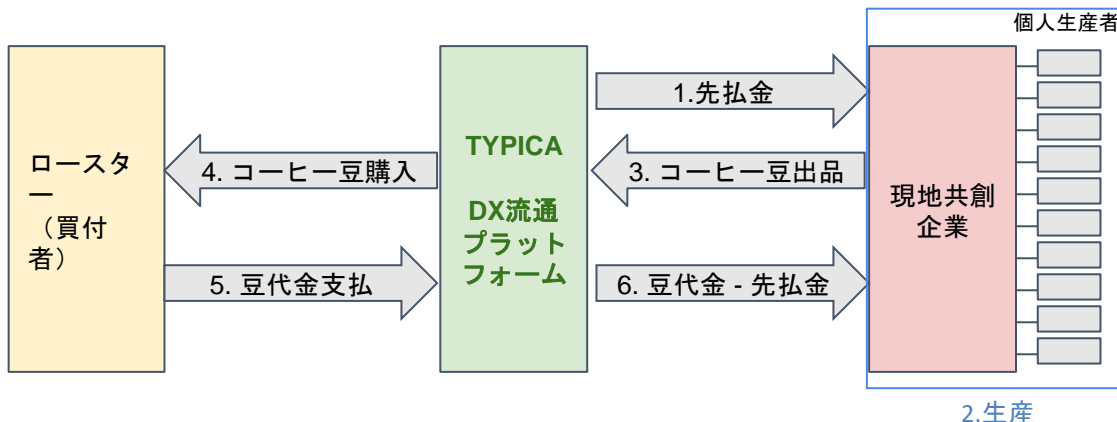 個人生産者
1.先払金
ロースタ
ー
（買付
者）
4. コーヒー豆購入
TYPICA
DX流通
プラット
フォーム
3. コーヒー豆出品
現地共創
企業
5. 豆代金支払
6. 豆代金 - 先払金
2.生産